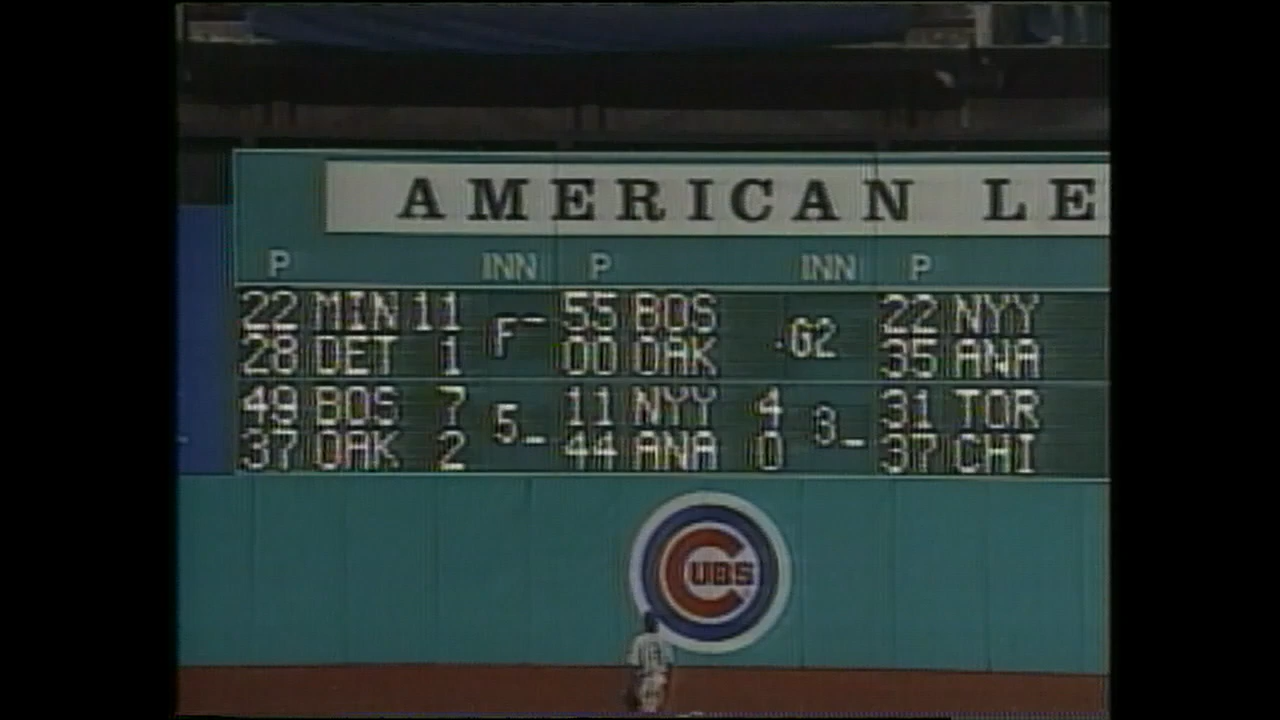 AMERICAN LE
P INN P INN P
22 MIN 11 F 55 BOS G2 22 NYY
28 DET 1 00 OAK 35 ANA
49 BOS 7 5 11 NYY 4 3 31 TOR
37 OAK 2 44 ANA 0 37 CHI
CUBS